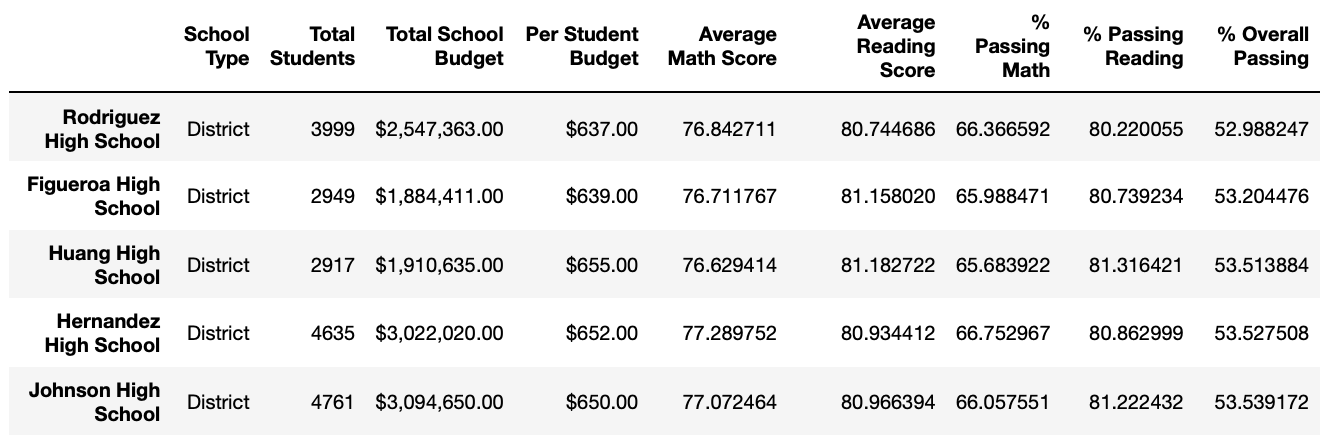 School Type Total Students Total School Budget Per Student Budget Average Math Score Average Reading Score % Passing Math % Passing Reading % Overall Passing
Rodriguez High School District 3999 $2,547,363.00 $637.00 76.842711 80.744686 66.366592 80.220055 52.988247
Figueroa High School District 2949 $1,884,411.00 $639.00 76.711767 81.158020 65.988471 80.739234 53.204476
Huang High School District 2917 $1,910,635.00 $655.00 76.629414 81.182722 65.683922 81.316421 53.513884
Hernandez High School District 4635 $3,022,020.00 $652.00 77.289752 80.934412 66.752967 80.862999 53.527508
Johnson High School District 4761 $3,094,650.00 $650.00 77.072464 80.966394 66.057551 81.222432 53.539172